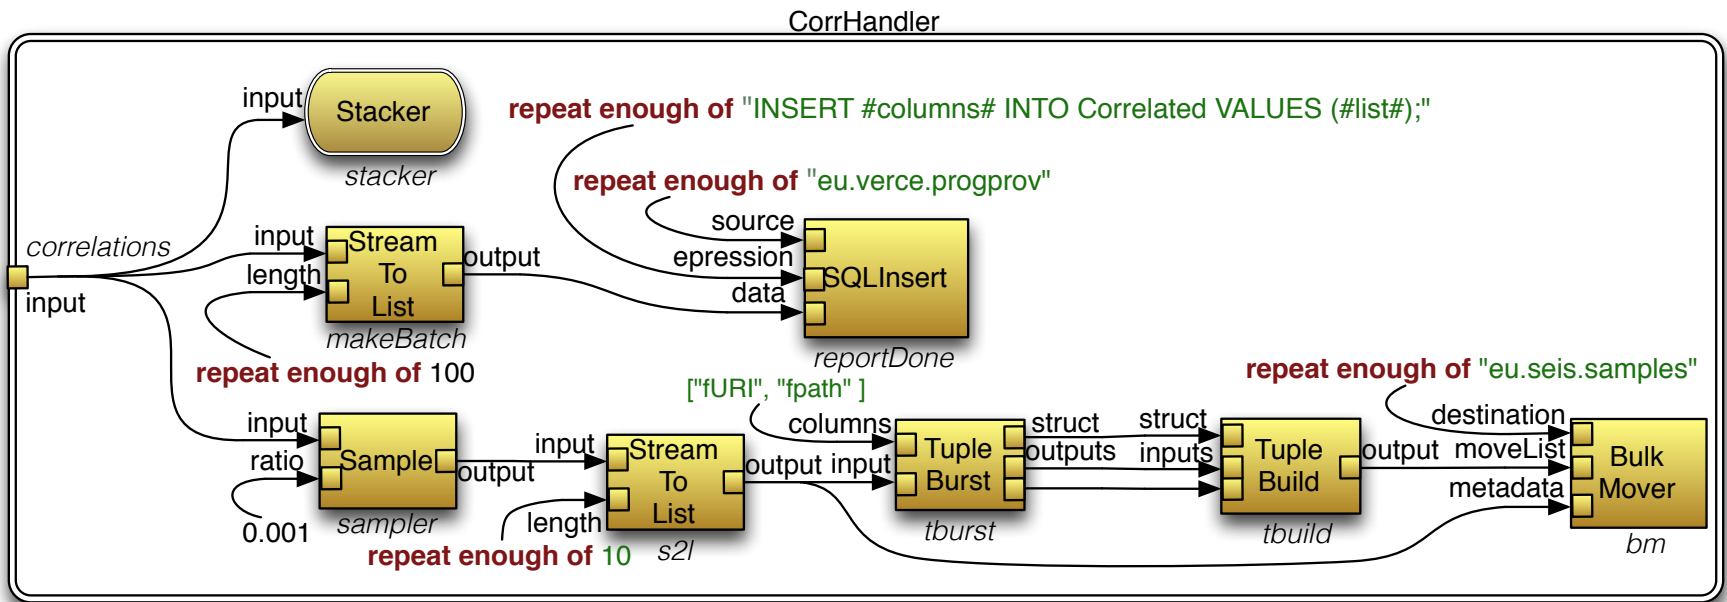 CorrHandler
input
Stacker
stacker
repeat enough of "INSERT #columns# INTO Correlated VALUES (#list#);"
repeat enough of "eu.verce.progprov"
correlations
input
input
length
Stream
To
List
output
makeBatch
repeat enough of 100
source
epression
data
SQLInsert
reportDone
input
ratio
Sample
output
sampler
0.001
input
length
Stream
To
List
output
s2l
repeat enough of 10
["fURI", "fpath" ]
columns
input
Tuple
Burst
struct
outputs
tburst
struct
inputs
Tuple
Build
output
tbuild
repeat enough of "eu.seis.samples"
destination
moveList
metadata
Bulk
Mover
bm